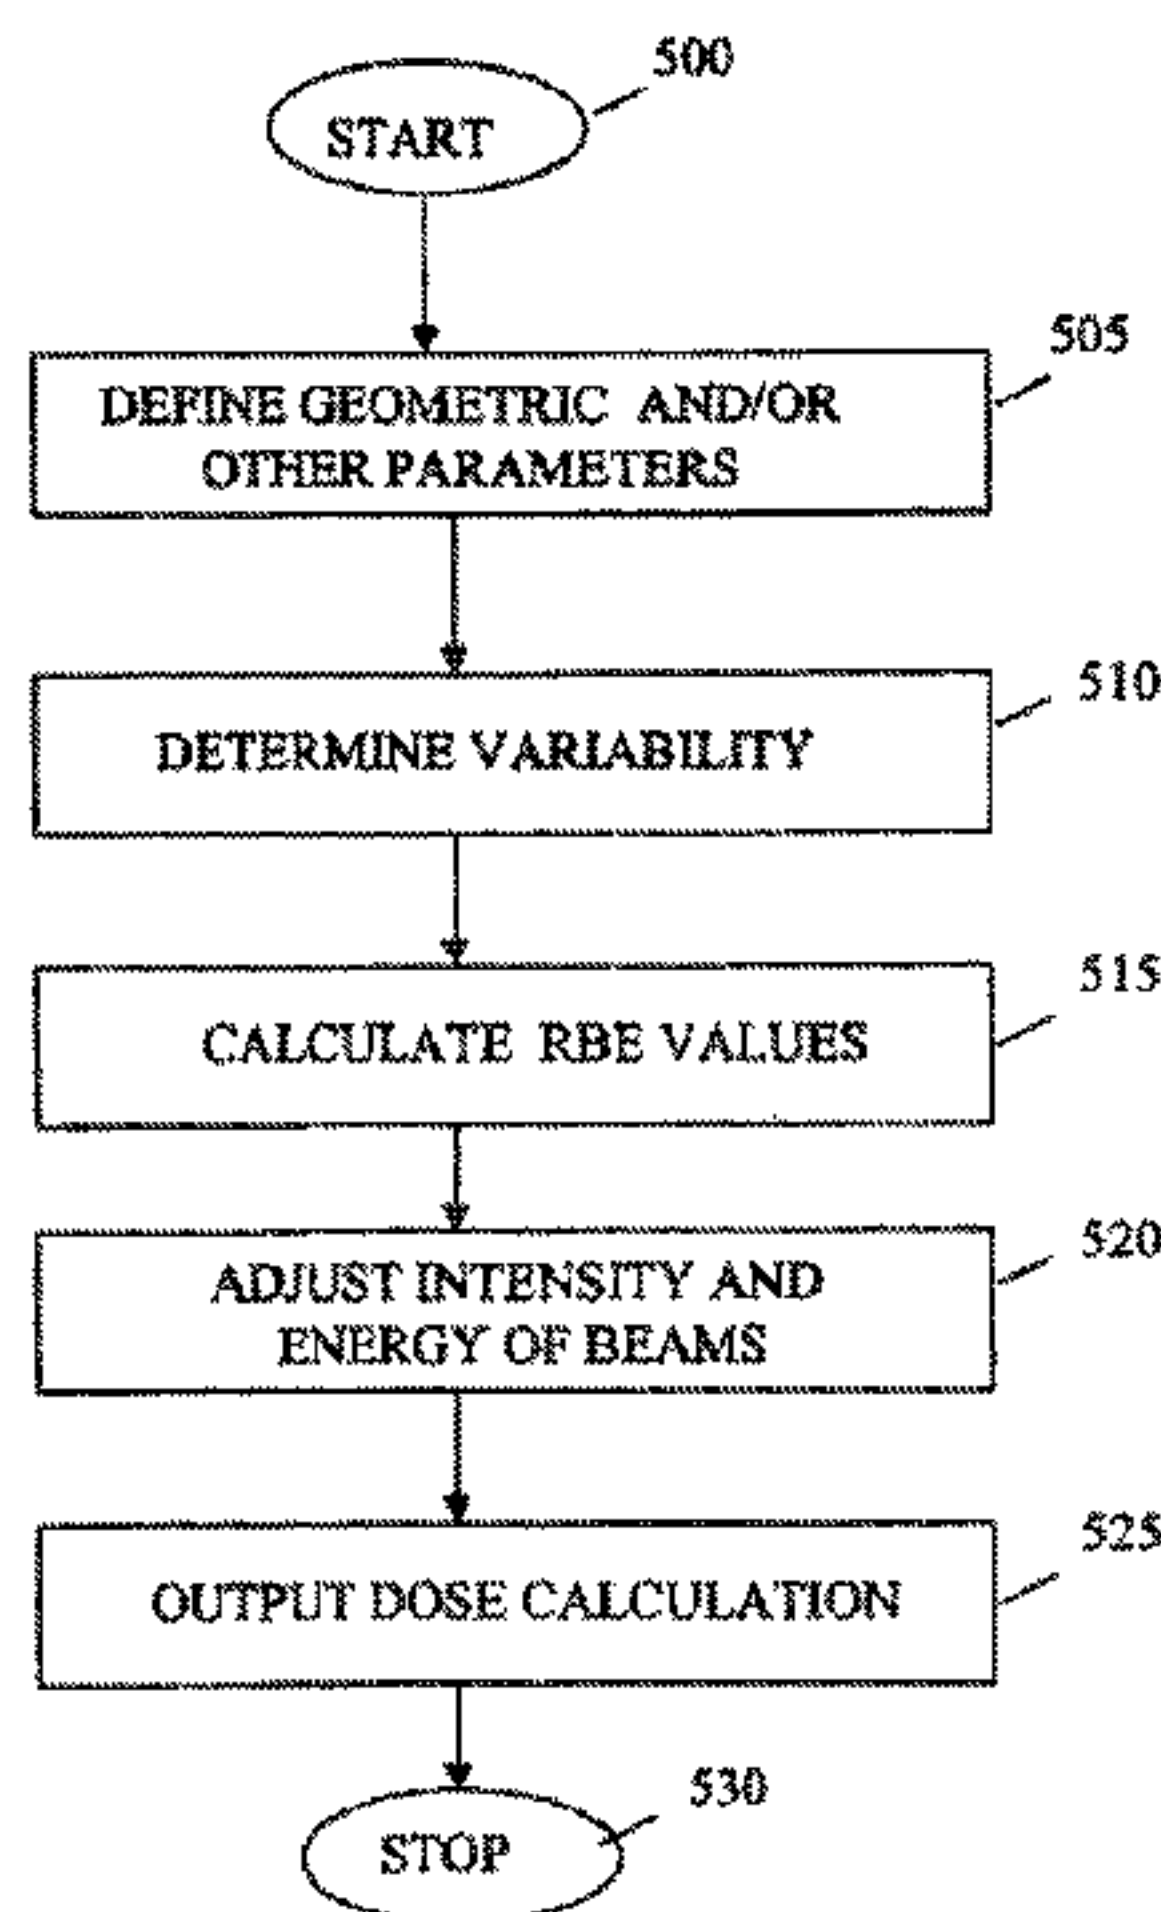 500
START
505
DEFINE GEOMETRIC AND/OR
OTHER PARAMETERS
510
DETERMINE VARIABILITY
515
CALCULATE RBE VALUES
520
ADJUST INTENSITY AND
ENERGY OF BEAMS
525
OUTPUT DOSE CALCULATION
530
STOP